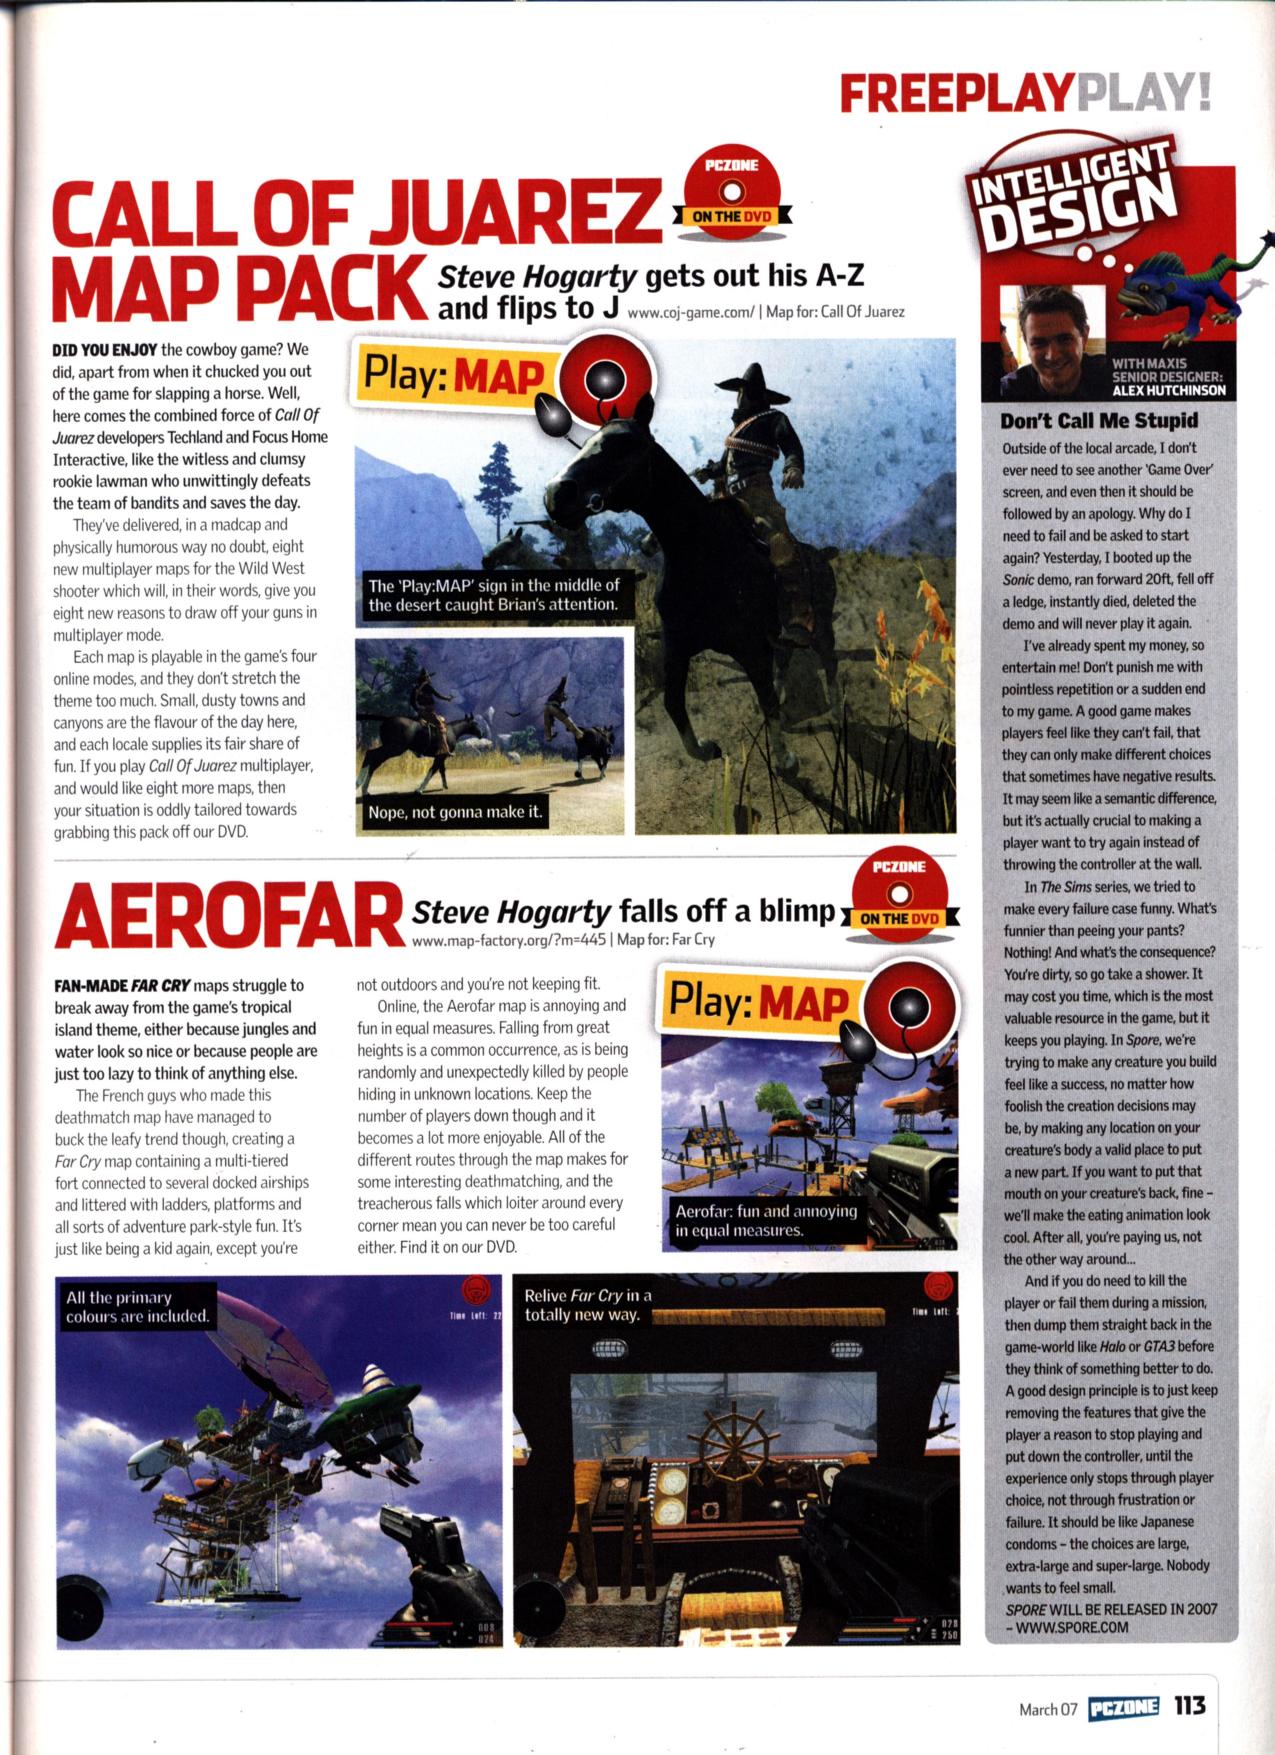 FREEPLAYPLAY!
CALL OF JUAREZ
MAP PACK
PCZONE
ON THE DVD
Steve Hogarty gets out his A-Z
and flips to J www.coj-game.com/ | Map for: Call Of Juarez
DID YOU ENJOY the cowboy game? We
did, apart from when it chucked you out
of the game for slapping a horse. Well,
here comes the combined force of Call Of
Juarez developers Techland and Focus Home
Interactive, like the witless and clumsy
rookie lawman who unwittingly defeats
the team of bandits and saves the day.
They've delivered, in a madcap and
physically humorous way no doubt, eight
new multiplayer maps for the Wild West
shooter which will, in their words, give you
eight new reasons to draw off your guns in
multiplayer mode.
Each map is playable in the game's four
online modes, and they don't stretch the
theme too much. Small, dusty towns and
canyons are the flavour of the day here,
and each locale supplies its fair share of
fun. If you play Call Of Juarez multiplayer,
and would like eight more maps, then
your situation is oddly tailored towards
grabbing this pack off our DVD.
Play: MAP
The 'Play:MAP' sign in the middle of
the desert caught Brian's attention.
Nope, not gonna make it.
AEROFAR
Steve Hogarty falls off a blimp
www.map-factory.org/?m=445 | Map for: Far Cry
PCZONE
ON THE DVD
FAN-MADE FAR CRY maps struggle to
break away from the game's tropical
island theme, either because jungles and
water look so nice or because people are
just too lazy to think of anything else.
The French guys who made this
deathmatch map have managed to
buck the leafy trend though, creating a
Far Cry map containing a multi-tiered
fort connected to several docked airships
and littered with ladders, platforms and
all sorts of adventure park-style fun. It's
just like being a kid again, except you're
not outdoors and you're not keeping fit.
Online, the Aerofar map is annoying and
fun in equal measures. Falling from great
heights is a common occurrence, as is being
randomly and unexpectedly killed by people
hiding in unknown locations. Keep the
number of players down though and it
becomes a lot more enjoyable. All of the
different routes through the map makes for
some interesting deathmatching, and the
treacherous falls which loiter around every
corner mean you can never be too careful
either. Find it on our DVD.
Play: MAP
Aerofar: fun and annoying
in equal measures.
All the primary
colours are included.
Time Left: 22
Relive Far Cry in a
totally new way.
Time Left:
INTELLIGENT
DESIGN
WITH MAXIS
SENIOR DESIGNER:
ALEX HUTCHINSON
Don't Call Me Stupid
Outside of the local arcade, I don't
ever need to see another 'Game Over'
screen, and even then it should be
followed by an apology. Why do I
need to fail and be asked to start
again? Yesterday, I booted up the
Sonic demo, ran forward 20ft, fell off
a ledge, instantly died, deleted the
demo and will never play it again.
I've already spent my money, so
entertain me! Don't punish me with
pointless repetition or a sudden end
to my game. A good game makes
players feel like they can't fail, that
they can only make different choices
that sometimes have negative results.
It may seem like a semantic difference,
but it's actually crucial to making a
player want to try again instead of
throwing the controller at the wall.
In The Sims series, we tried to
make every failure case funny. What's
funnier than peeing your pants?
Nothing! And what's the consequence?
You're dirty, so go take a shower. It
may cost you time, which is the most
valuable resource in the game, but it
keeps you playing. In Spore, we're
trying to make any creature you build
feel like a success, no matter how
foolish the creation decisions may
be, by making any location on your
creature's body a valid place to put
a new part. If you want to put that
mouth on your creature's back, fine –
we'll make the eating animation look
cool. After all, you're paying us, not
the other way around...
And if you do need to kill the
player or fail them during a mission,
then dump them straight back in the
game-world like Halo or GTA3 before
they think of something better to do.
A good design principle is to just keep
removing the features that give the
player a reason to stop playing and
put down the controller, until the
experience only stops through player
choice, not through frustration or
failure. It should be like Japanese
condoms – the choices are large,
extra-large and super-large. Nobody
wants to feel small.
SPORE WILL BE RELEASED IN 2007
– WWW.SPORE.COM
March 07 PCZONE 113